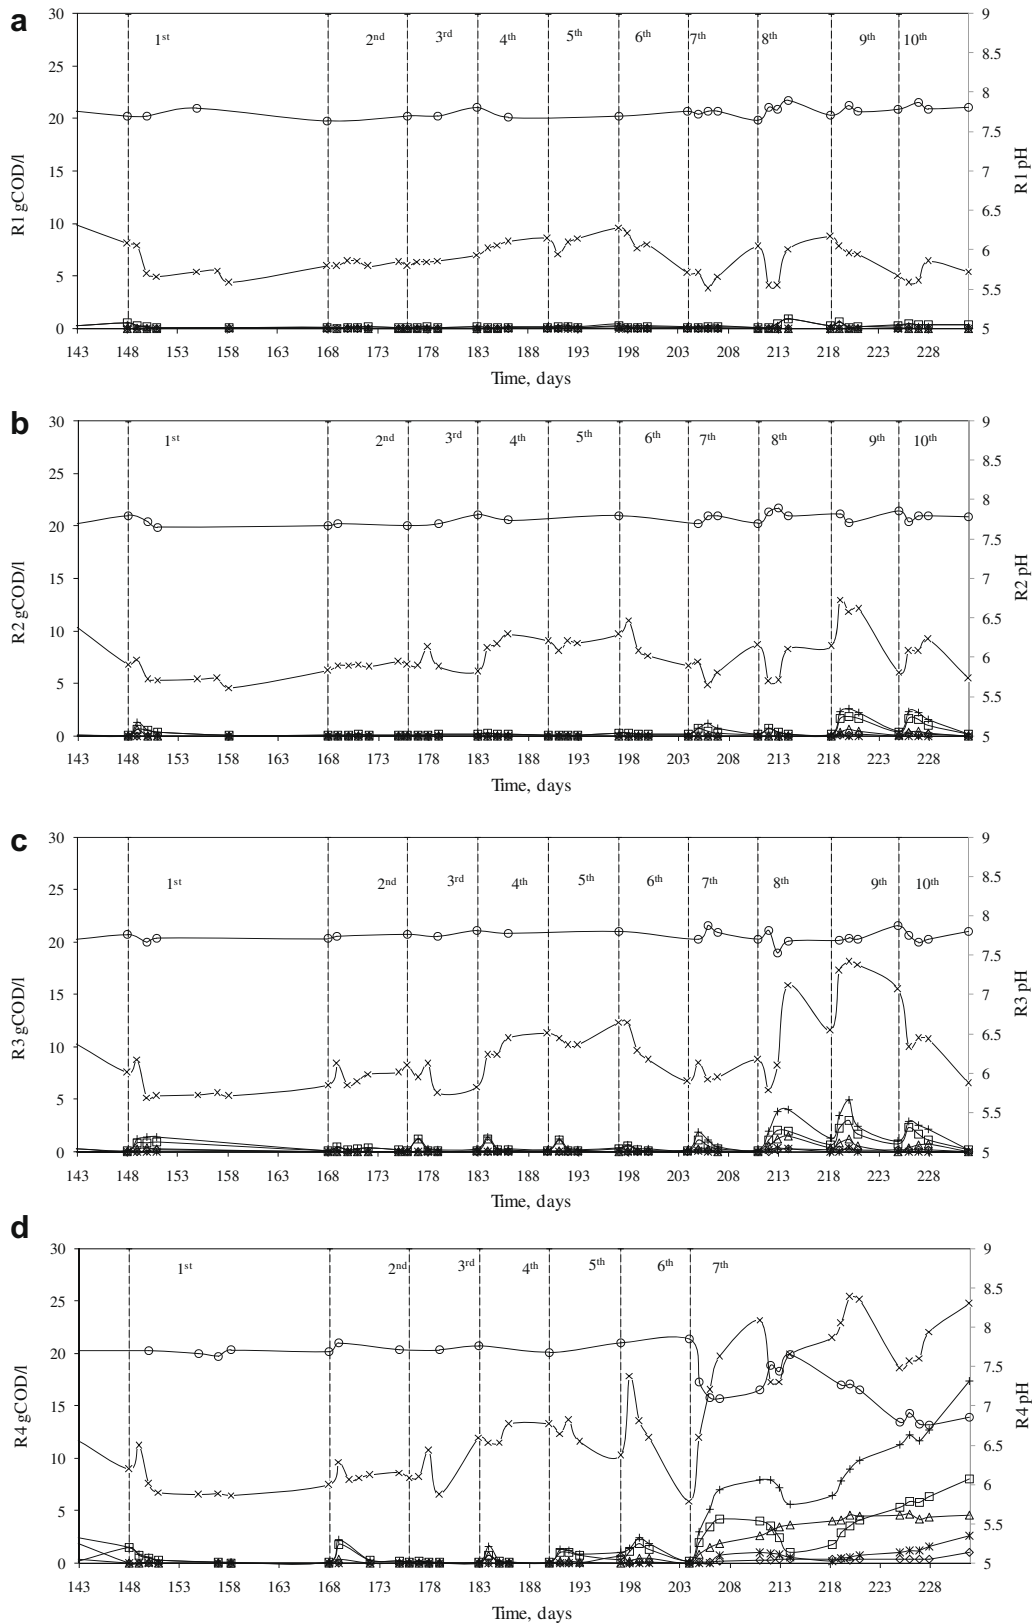 a
30 25 20 15 10 5 0
R1 gCOD/l
1st 2nd 3rd 4th 5th 6th 7th 8th 9th 10th
9 8.5 8 7.5 7 6.5 6 5.5 5
R1 pH
143 148 153 158 163 168 173 178 183 188 193 198 203 208 213 218 223 228
Time, days
b
30 25 20 15 10 5 0
R2 gCOD/l
1st 2nd 3rd 4th 5th 6th 7th 8th 9th 10th
9 8.5 8 7.5 7 6.5 6 5.5 5
R2 pH
143 148 153 158 163 168 173 178 183 188 193 198 203 208 213 218 223 228
Time, days
c
30 25 20 15 10 5 0
R3 gCOD/l
1st 2nd 3rd 4th 5th 6th 7th 8th 9th 10th
9 8.5 8 7.5 7 6.5 6 5.5 5
R3 pH
143 148 153 158 163 168 173 178 183 188 193 198 203 208 213 218 223 228
Time, days
d
30 25 20 15 10 5 0
R4 gCOD/l
1st 2nd 3rd 4th 5th 6th 7th
9 8.5 8 7.5 7 6.5 6 5.5 5
R4 pH
143 148 153 158 163 168 173 178 183 188 193 198 203 208 213 218 223 228
Time, days